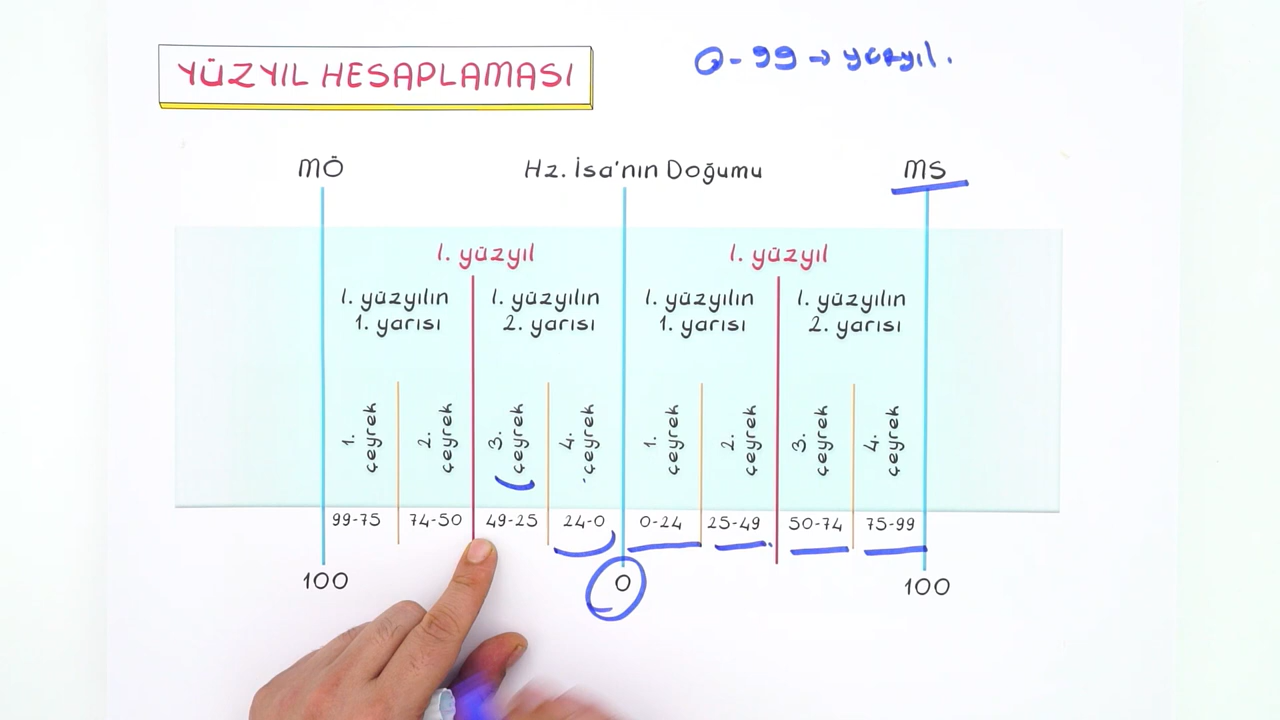 YÜZYIL HESAPLAMASI
0-99 → yüzyıl.
MÖ
Hz. İsa'nın Doğumu
MS
1. yüzyıl
1. yüzyıl
1. yüzyılın
1. yarısı
1. yüzyılın
2. yarısı
1. yüzyılın
1. yarısı
1. yüzyılın
2. yarısı
1.
çeyrek
2.
çeyrek
3.
çeyrek
4.
çeyrek
1.
çeyrek
2.
çeyrek
3.
çeyrek
4.
çeyrek
99-75
74-50
49-25
24-0
0-24
25-49
50-74
75-99
100
0
100